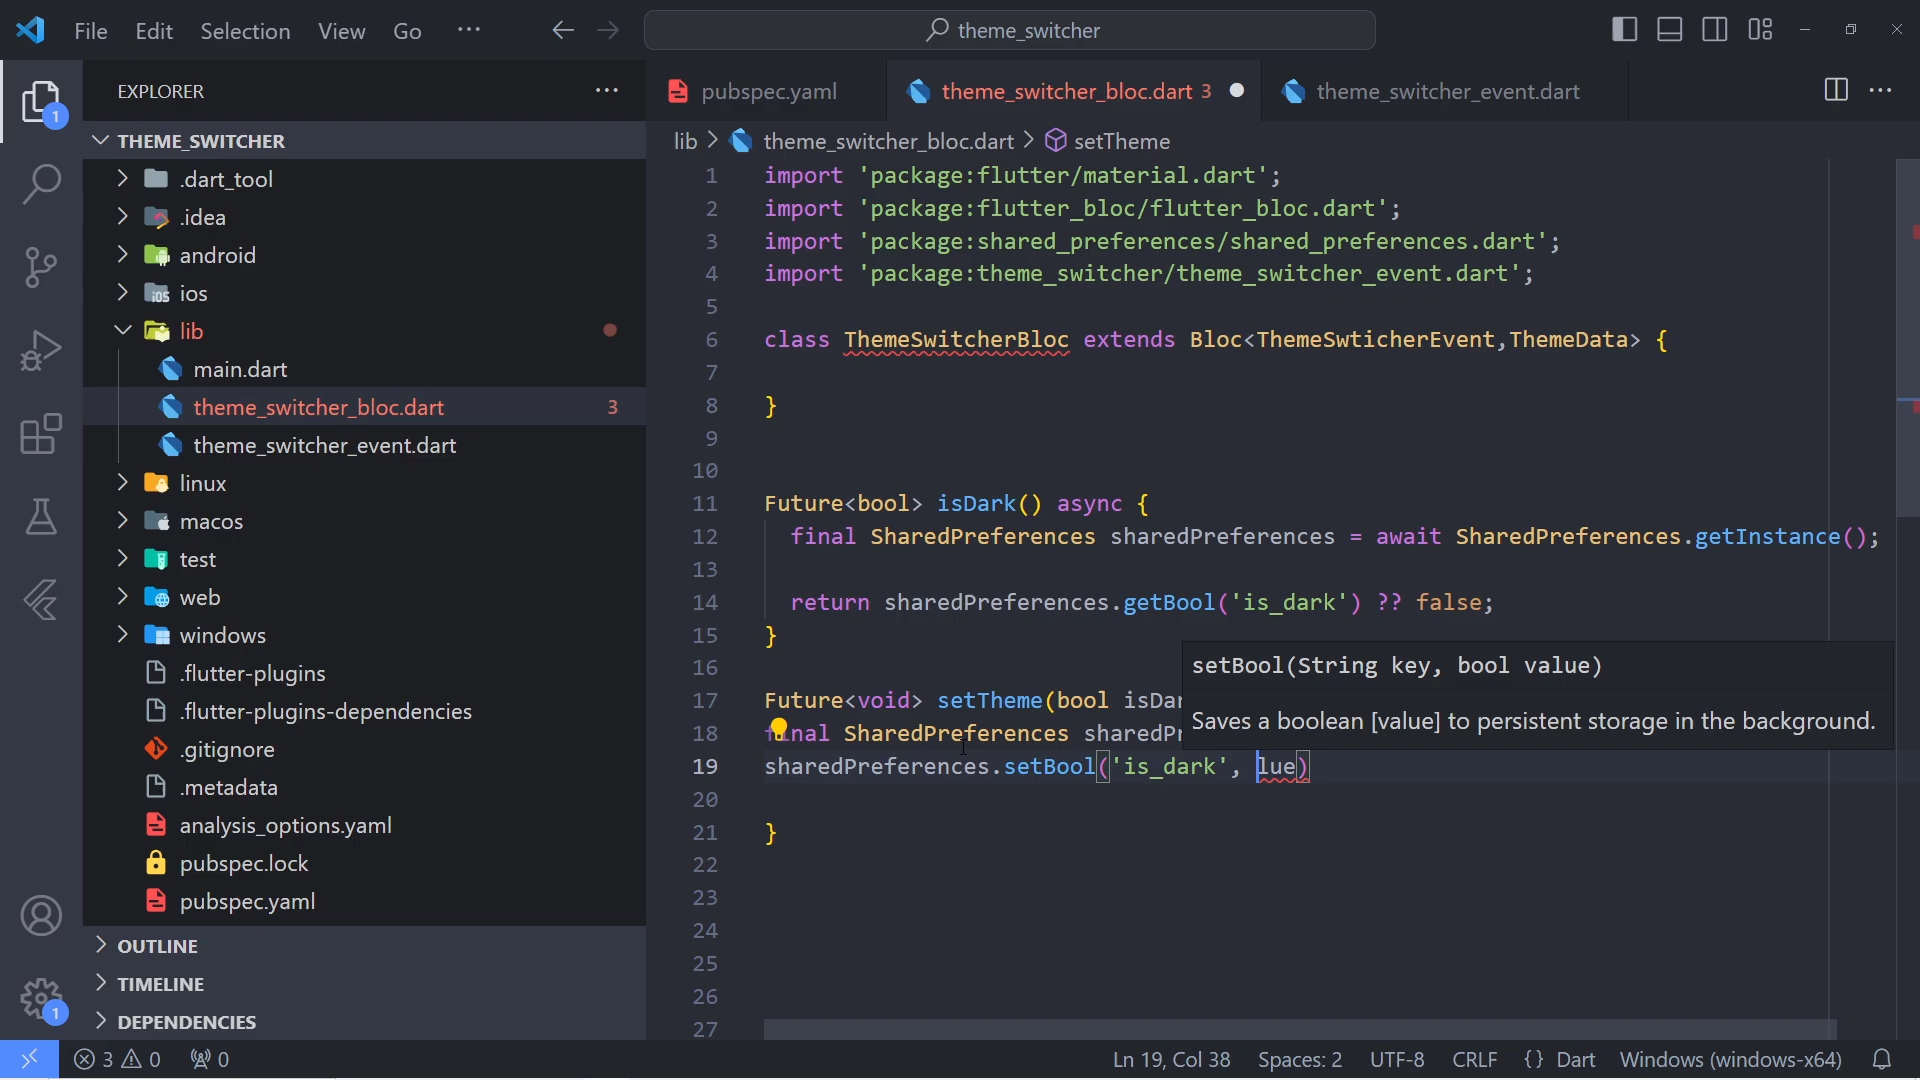 File Edit Selection View Go ··· theme_switcher
EXPLORER
THEME_SWITCHER
.dart_tool
.idea
android
ios
lib
main.dart
theme_switcher_bloc.dart 3
theme_switcher_event.dart
linux
macos
test
web
windows
.flutter-plugins
.flutter-plugins-dependencies
.gitignore
.metadata
analysis_options.yaml
pubspec.lock
pubspec.yaml
OUTLINE
TIMELINE
DEPENDENCIES
1
1
pubspec.yaml theme_switcher_bloc.dart 3 theme_switcher_event.dart
lib > theme_switcher_bloc.dart > setTheme
1 import 'package:flutter/material.dart';
2 import 'package:flutter_bloc/flutter_bloc.dart';
3 import 'package:shared_preferences/shared_preferences.dart';
4 import 'package:theme_switcher/theme_switcher_event.dart';
5
6 class ThemeSwitcherBloc extends Bloc<ThemeSwticherEvent,ThemeData> {
7
8 }
9
10
11 Future<bool> isDark() async {
12 final SharedPreferences sharedPreferences = await SharedPreferences.getInstance();
13
14 return sharedPreferences.getBool('is_dark') ?? false;
15 }
16
17 Future<void> setTheme(bool isDar
18 final SharedPreferences sharedPr
19 sharedPreferences.setBool('is_dark', lue)
20
21 }
22
23
24
25
26
27
setBool(String key, bool value)
Saves a boolean [value] to persistent storage in the background.
3 0 0 Ln 19, Col 38 Spaces: 2 UTF-8 CRLF {} Dart Windows (windows-x64)